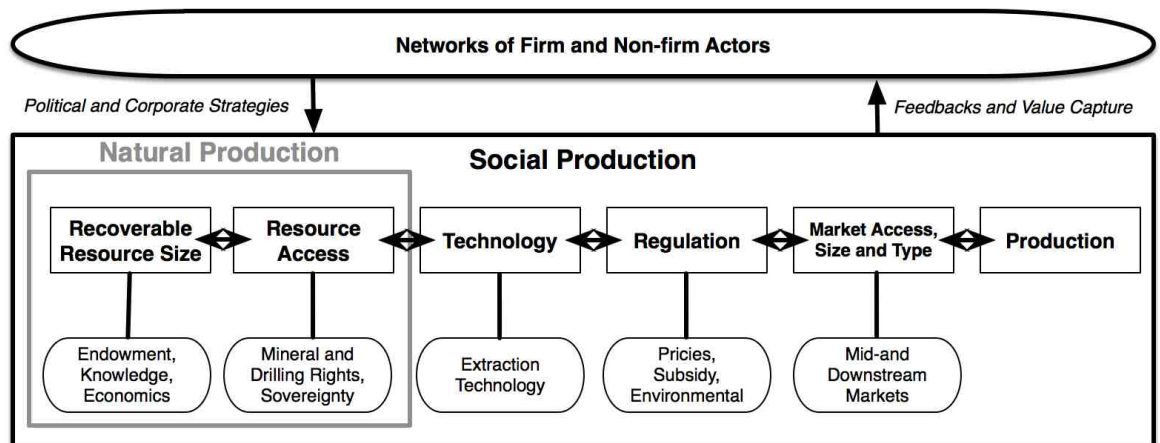 Networks of Firm and Non-firm Actors
Political and Corporate Strategies
Feedbacks and Value Capture
Natural Production
Social Production
Recoverable
Resource Size
Resource
Access
Technology
Regulation
Market Access,
Size and Type
Production
Endowment,
Knowledge,
Economics
Mineral and
Drilling Rights,
Sovereignty
Extraction
Technology
Pricies,
Subsidy,
Environmental
Mid-and
Downstream
Markets